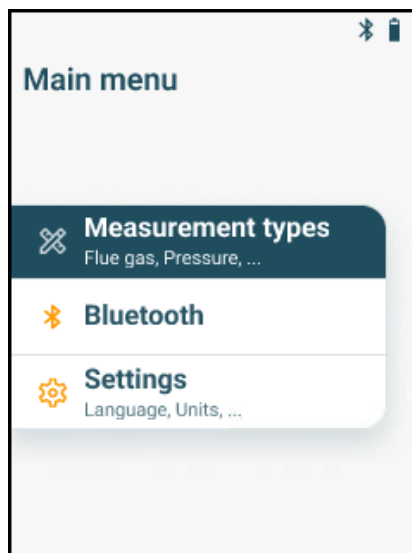 Main menu
Measurement types
Flue gas, Pressure, ...
Bluetooth
Settings
Language, Units, ...